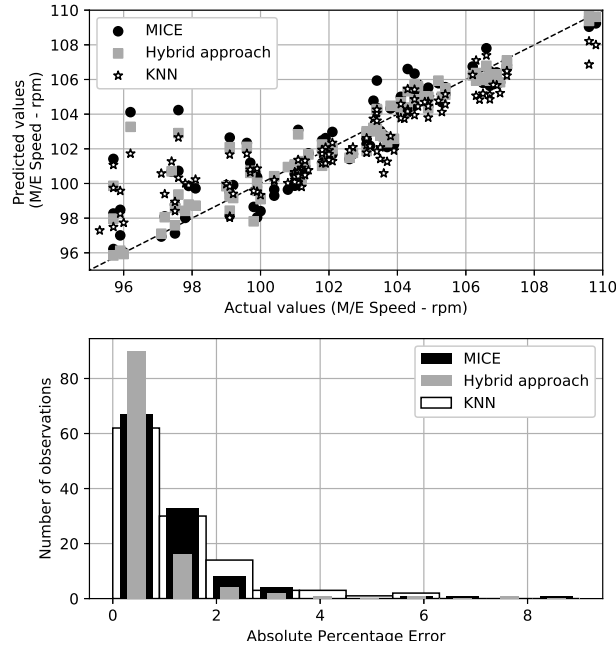 110
108
106
104
102
100
98
96
Predicted values
(M/E Speed - rpm)
MICE
Hybrid approach
KNN
96 98 100 102 104 106 108 110
Actual values (M/E Speed - rpm)
80
60
40
20
0
Number of observations
MICE
Hybrid approach
KNN
0 2 4 6 8
Absolute Percentage Error